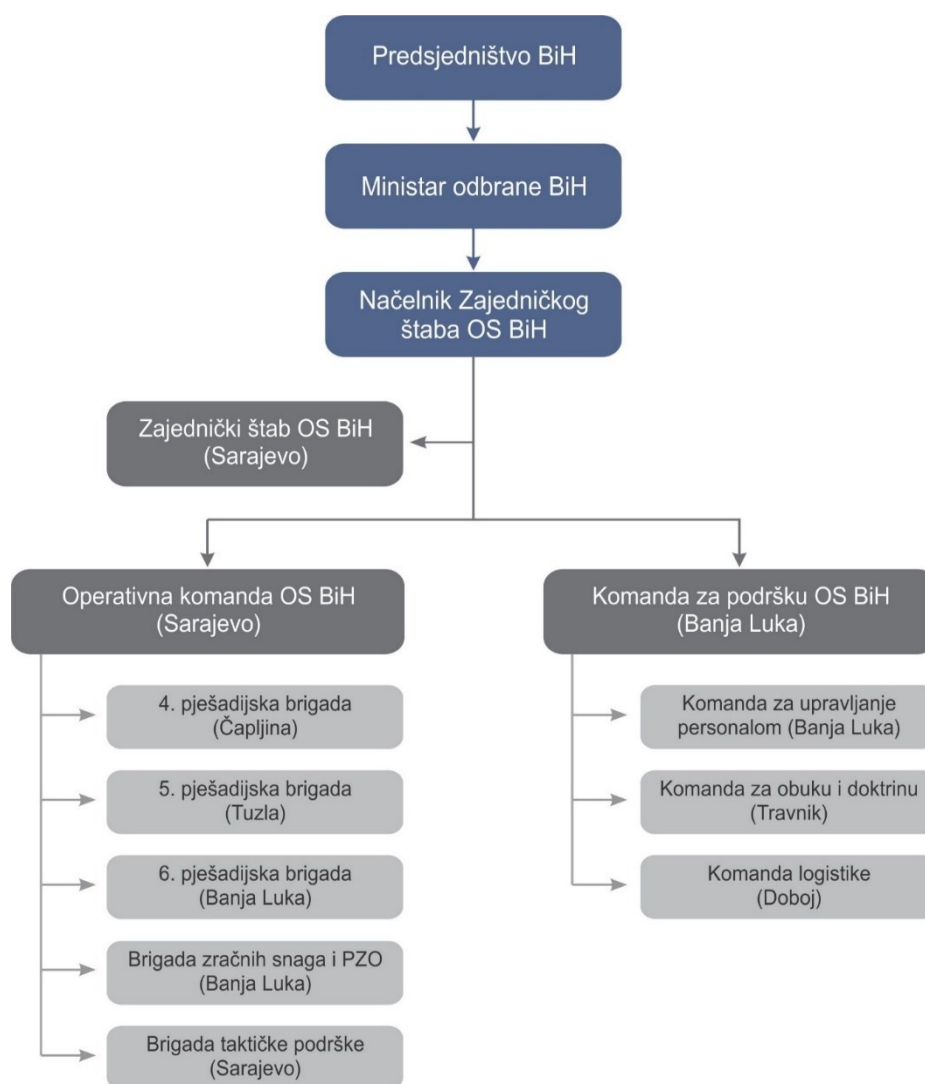 Predsjedništvo BiH
Ministar odbrane BiH
Načelnik Zajedničkog
štaba OS BiH
Zajednički štab OS BiH
(Sarajevo)
Operativna komanda OS BiH
(Sarajevo)
4. pješadijska brigada
(Čapljina)
5. pješadijska brigada
(Tuzla)
6. pješadijska brigada
(Banja Luka)
Brigada zračnih snaga i PZO
(Banja Luka)
Brigada taktičke podrške
(Sarajevo)
Komanda za podršku OS BiH
(Banja Luka)
Komanda za upravljanje
personalom (Banja Luka)
Komanda za obuku i doktrinu
(Travnik)
Komanda logistike
(Doboj)